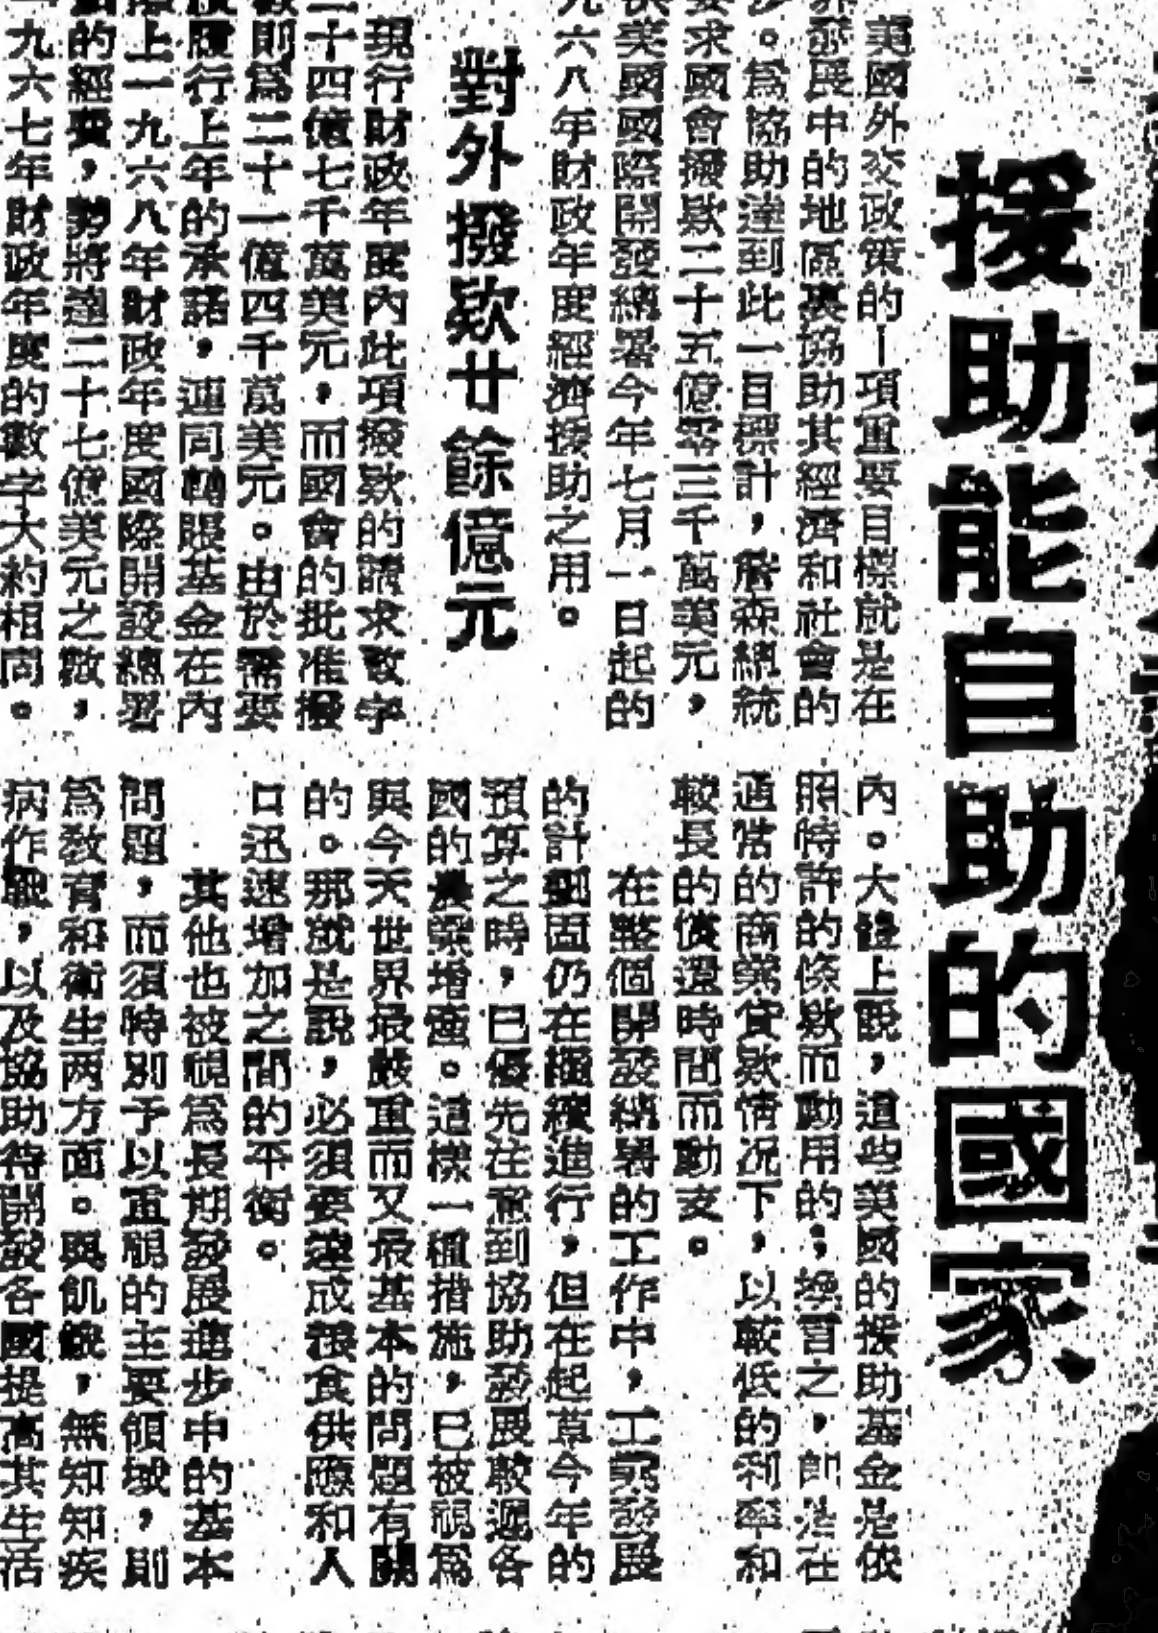 援助能自助的國家
美國外交政策的一項重要目標就是在
界發展中的地區裏協助其經濟和社會的
步。爲協助達到此一目標計,詹森總統
要求國會撥欵二十五億零三千萬美元,
供美國國際開發總署今年七月一日起的
九六八年財政年度經濟援助之用。
對外撥欵廿餘億元
現行財政年度內此項撥欵的請求數字
二十四億七千萬美元,而國會的批准撥
欵則爲二十一億四千萬美元。由於需要
履行上年的承諾,連同轉賬基金在內
際上一九六八年財政年度國際開發總署
的經費,勢將達二十七億美元之數,
一九六七年財政年度的數字大約相同。
內。大體上說,這些美國的援助基金是依
照特許的條欵而動用的;換言之,即是在
通常的商業貸欵情况下,以較低的利率和
較長的償還時間而動支。
在整個開發總署的工作中,工業發展
的計劃固仍在繼續進行,但在起草今年的
預算之時,已優先注意到協助發展較遲各
國的農業增產。這樣一種措施,已被視爲
與今天世界最嚴重而又最基本的問題有關
的。那就是說,必須要達成糧食供應和人
口迅速增加之間的平衡。
其他也被視爲長期發展進步中的基本
問題,而須特別予以重視的主要領域,則
爲教育和衛生两方面。與飢餓,無知知疾
病作戰,以及協助待開發各國提高其生活